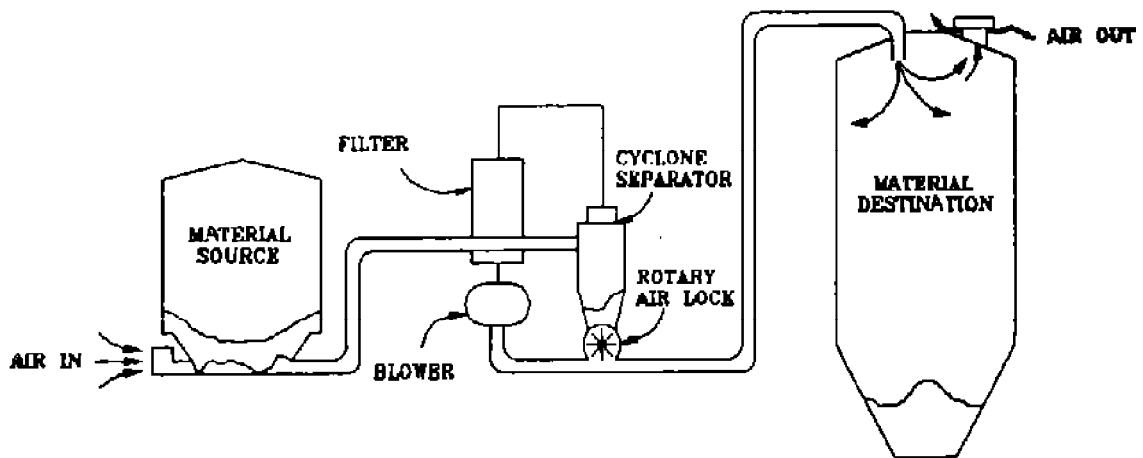 AIR OUT
FILTER
CYCLONE
SEPARATOR
MATERIAL
DESTINATION
MATERIAL
SOURCE
ROTARY
AIR LOCK
AIR IN
BLOWER